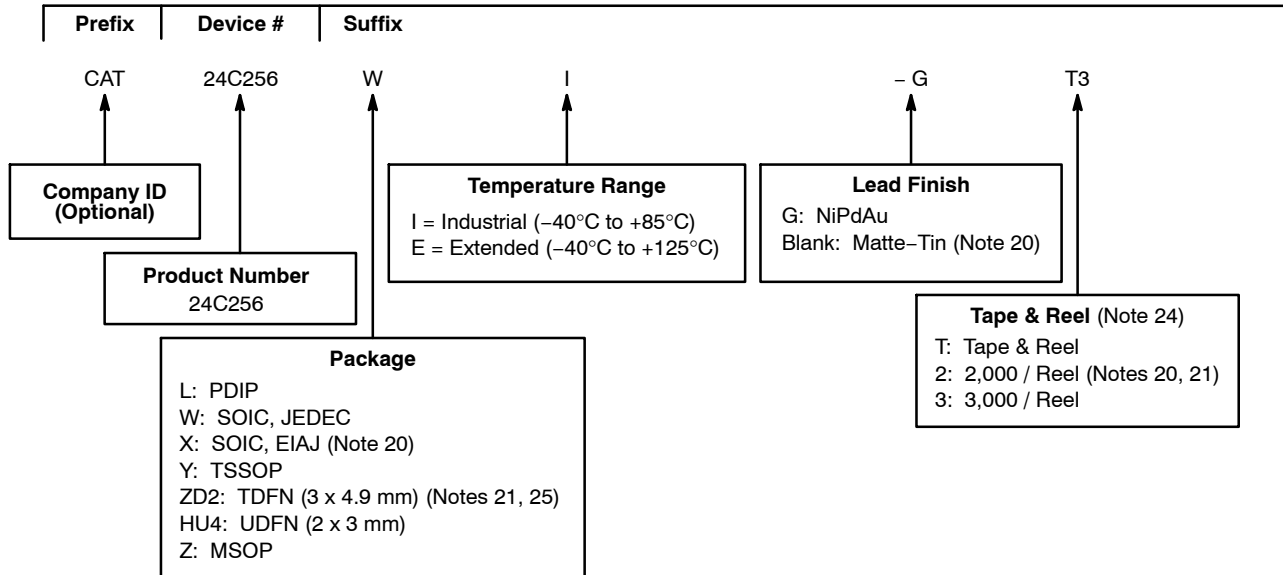 Prefix Device # Suffix
CAT 24C256 W I – G T3
Company ID
(Optional)
Product Number
24C256
Package
L: PDIP
W: SOIC, JEDEC
X: SOIC, EIAJ (Note 20)
Y: TSSOP
ZD2: TDFN (3 x 4.9 mm) (Notes 21, 25)
HU4: UDFN (2 x 3 mm)
Z: MSOP
Temperature Range
I = Industrial (−40°C to +85°C)
E = Extended (−40°C to +125°C)
Lead Finish
G: NiPdAu
Blank: Matte−Tin (Note 20)
Tape & Reel (Note 24)
T: Tape & Reel
2: 2,000 / Reel (Notes 20, 21)
3: 3,000 / Reel